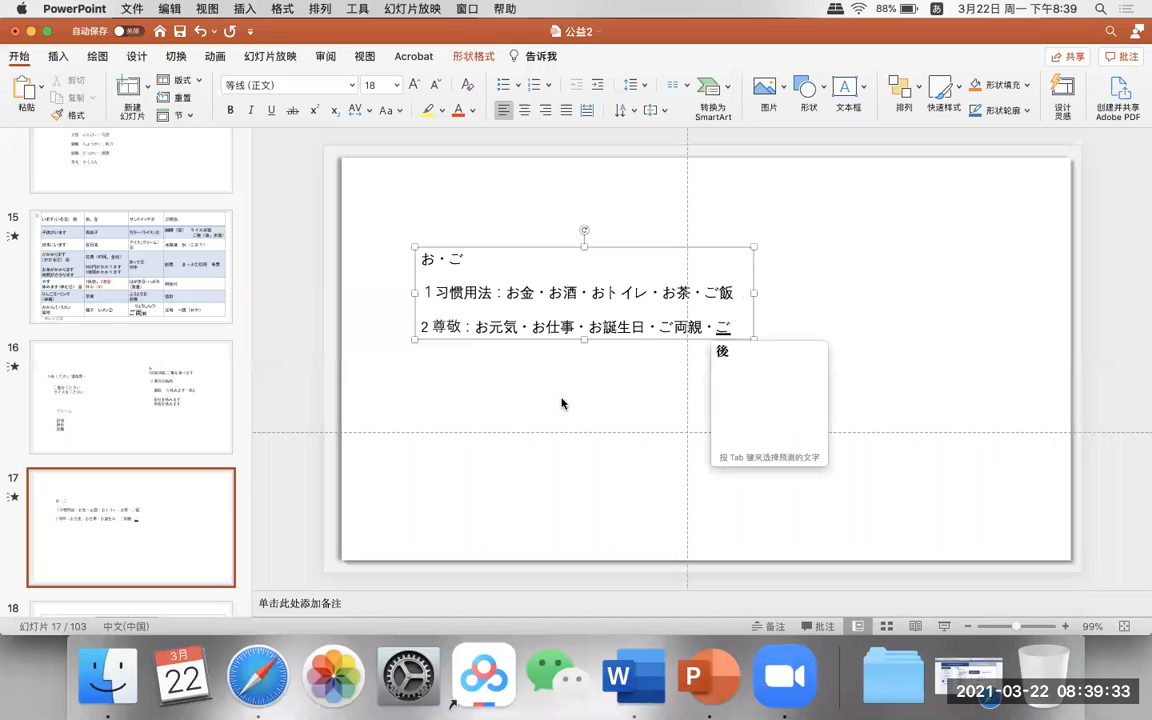 PowerPoint 文件 编辑 视图 插入 格式 排列 工具 幻灯片放映 窗口 帮助 88% あ 3月22日 周一 下午8:39
自动保存 关闭 公益2
开始 插入 绘图 设计 切换 动画 幻灯片放映 审阅 视图 Acrobat 形状格式 告诉我 共享 批注
粘贴 剪切 复制 格式 新建幻灯片 版式 重置 节 等线 (正文) 18 转换为 SmartArt 图片 形状 文本框 排列 快速样式 形状填充 形状轮廓 设计灵感 创建并共享 Adobe PDF
15
16
17
18
お・ご
1习惯用法：お金・お酒・おトイレ・お茶・ご飯
2尊敬：お元気・お仕事・お誕生日・ご両親・ご
後
按 Tab 键来选择预测的文字
单击此处添加备注
幻灯片 17 / 103 中文(中国) 备注 批注 99%
3月
22
W
P
2021-03-22 08:39:33